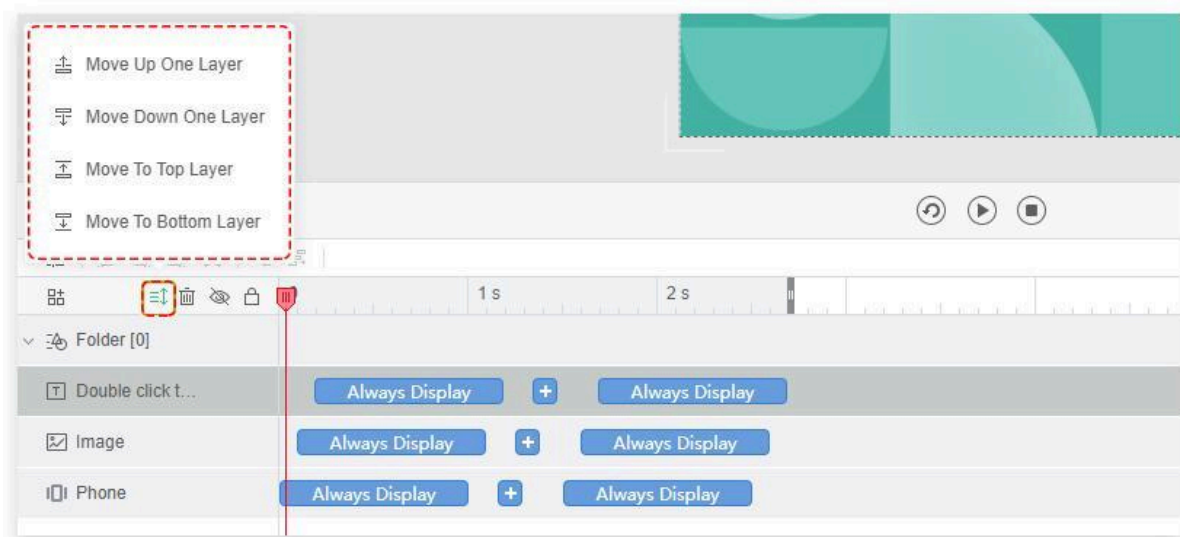 Move Up One Layer
Move Down One Layer
Move To Top Layer
Move To Bottom Layer
1 s
2 s
Folder [0]
Double click t...
Always Display
+
Always Display
Image
Always Display
+
Always Display
Phone
Always Display
+
Always Display